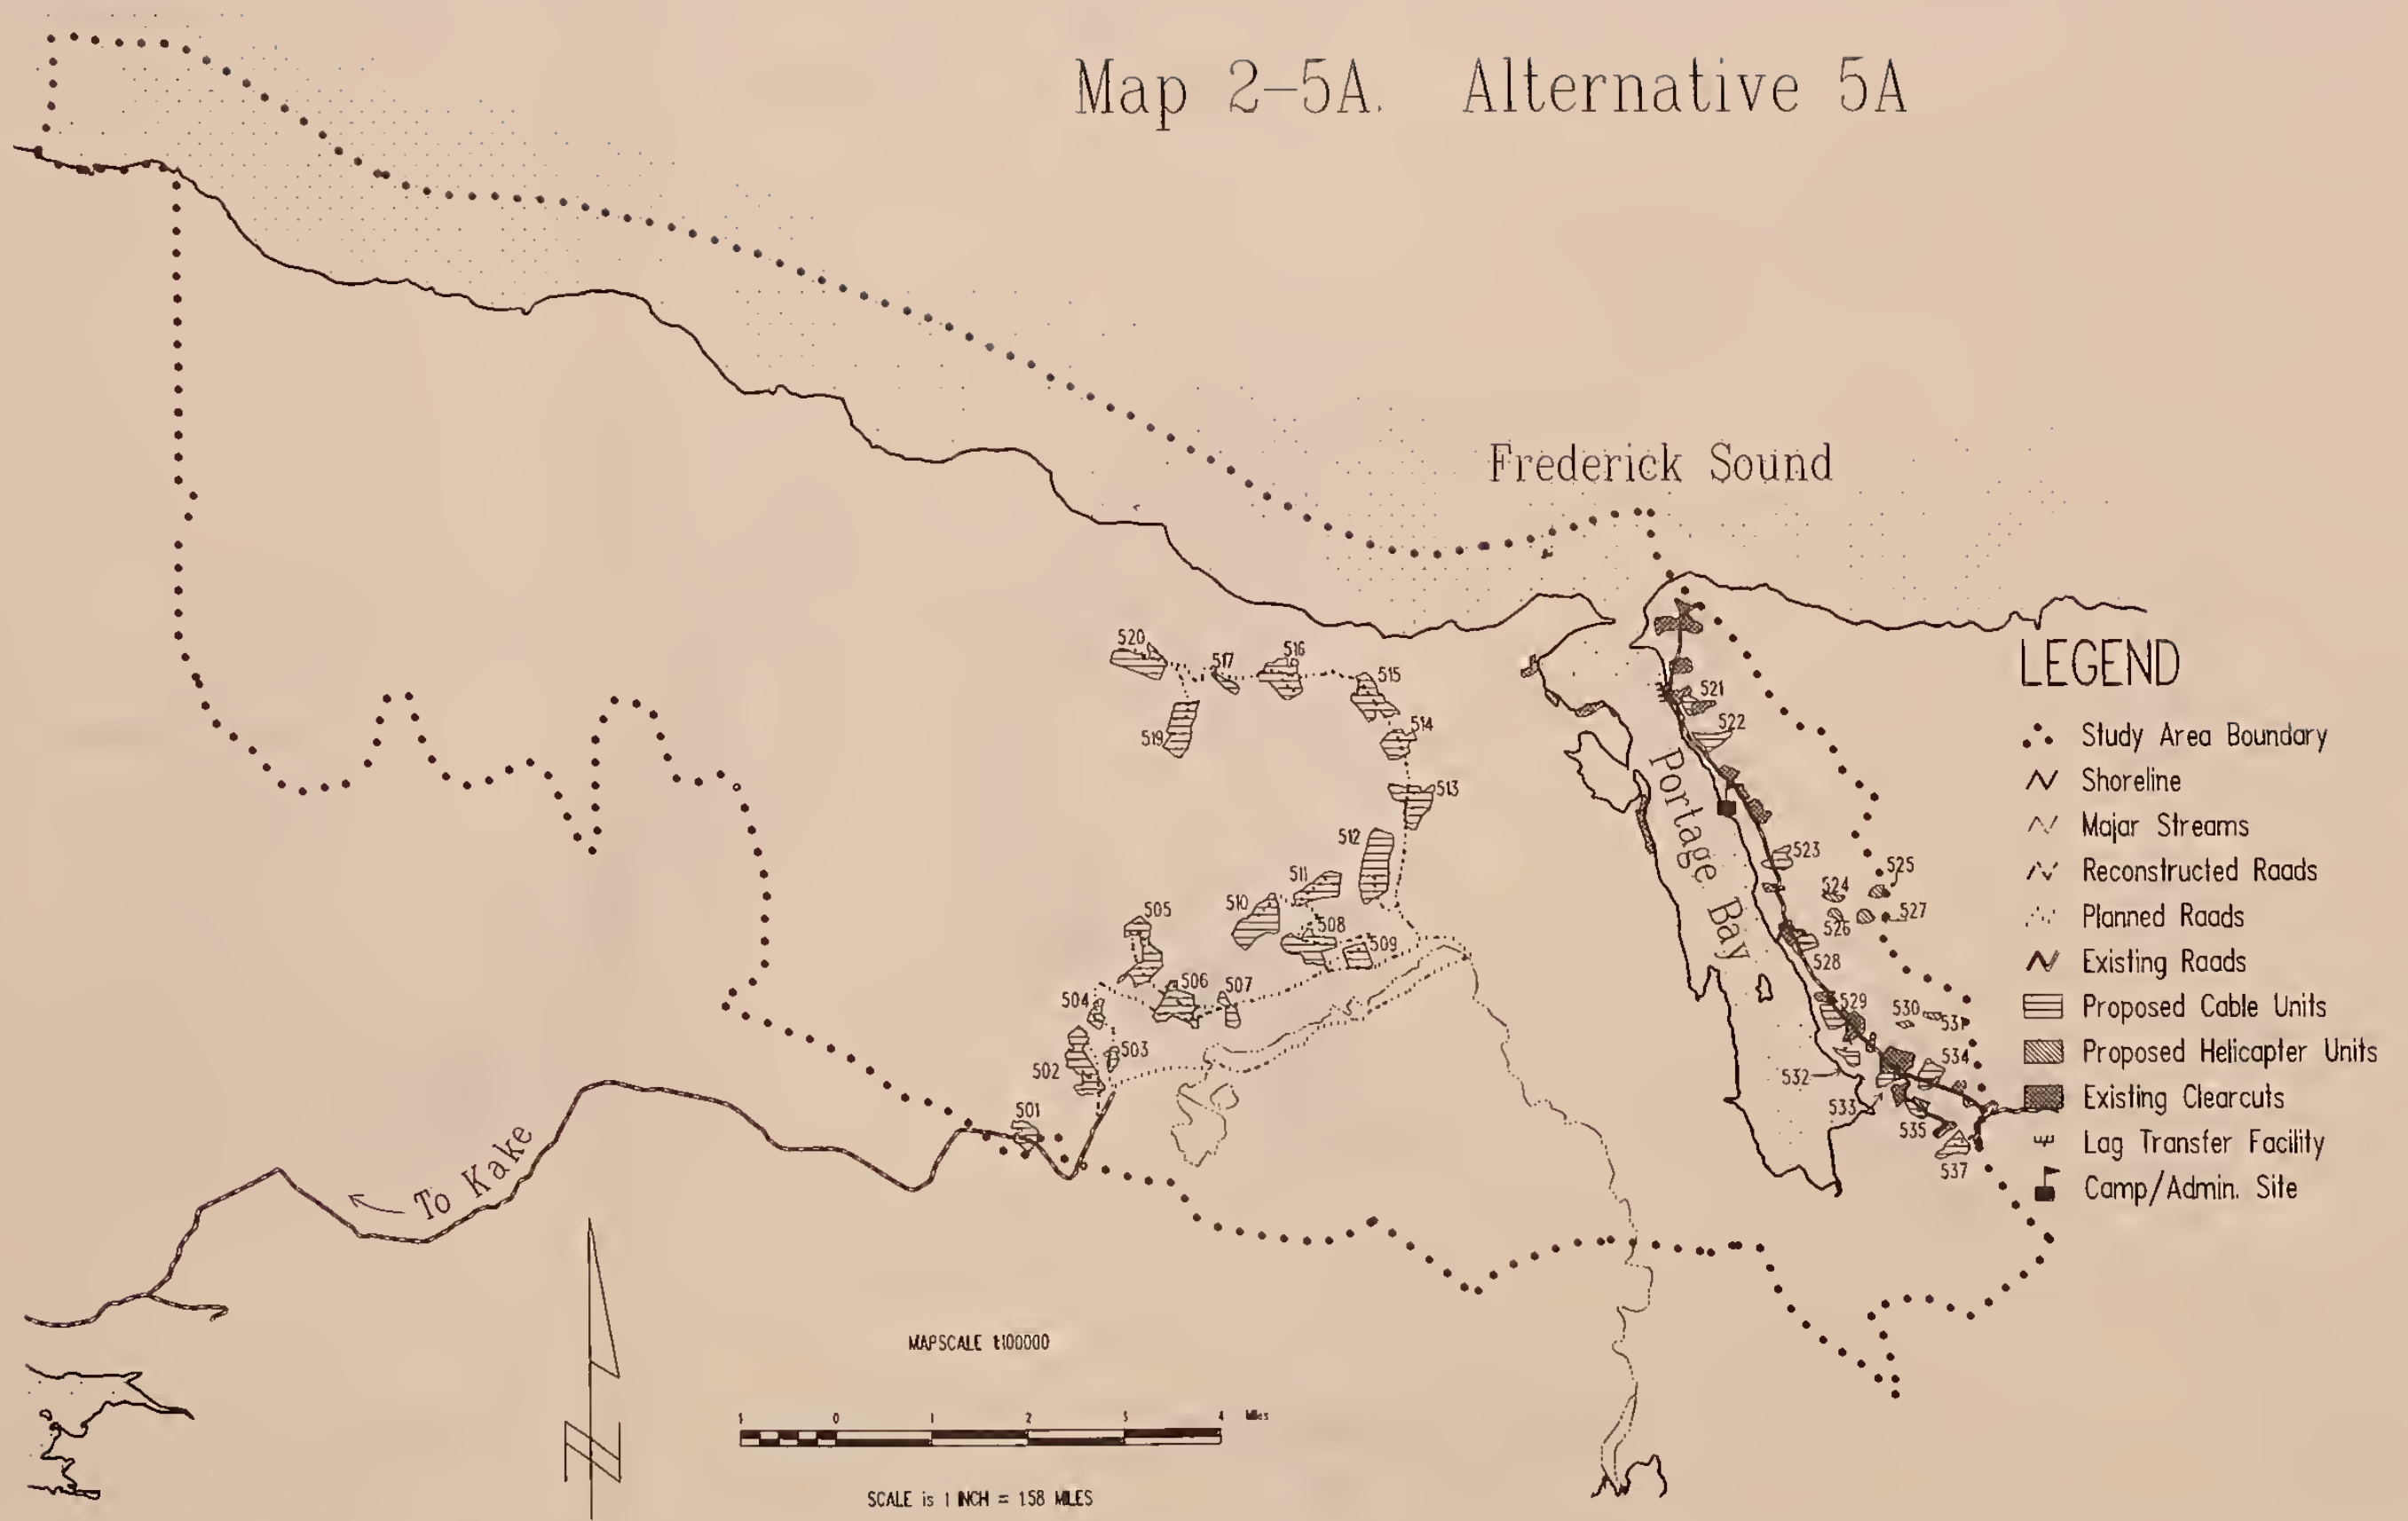 Map 2-5A. Alternative 5A
Frederick Sound
520
517
516
515
519
514
513
512
511
510
505
508
509
506
507
504
503
502
501
521
522
Portage Bay
523
524
525
526
527
528
529
530
531
532
534
533
535
537
To Kake
LEGEND
Study Area Boundary
Shoreline
Majar Streams
Reconstructed Raads
Planned Raads
Existing Raads
Proposed Cable Units
Proposed Helicapter Units
Existing Clearcuts
Lag Transfer Facility
Camp/Admin. Site
MAPSCALE 1:100000
1 0 1 2 3 4 Miles
SCALE is 1 INCH = 158 MILES
N